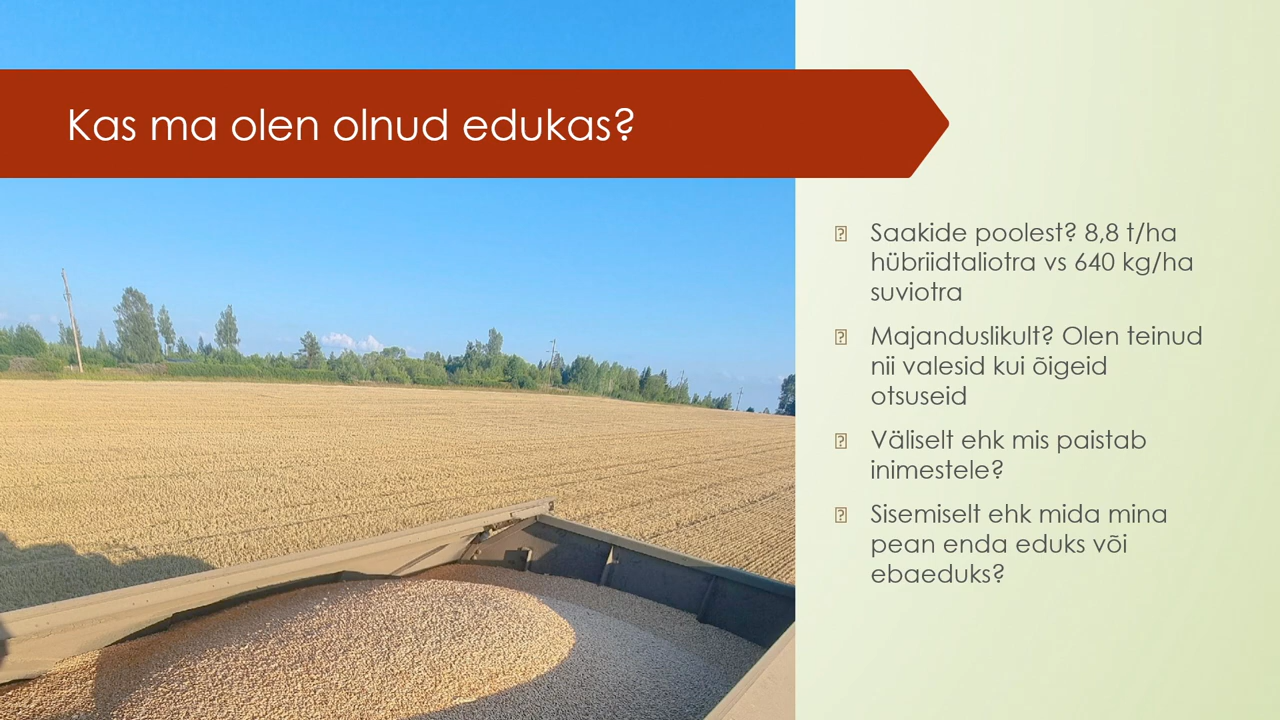 Kas ma olen olnud edukas?
Saakide poolest? 8,8 t/ha
hübriidtaliotra vs 640 kg/ha
suviotra
Majanduslikult? Olen teinud
nii valesid kui õigeid
otsuseid
Väliselt ehk mis paistab
inimestele?
Sisemiselt ehk mida mina
pean enda eduks või
ebaeduks?